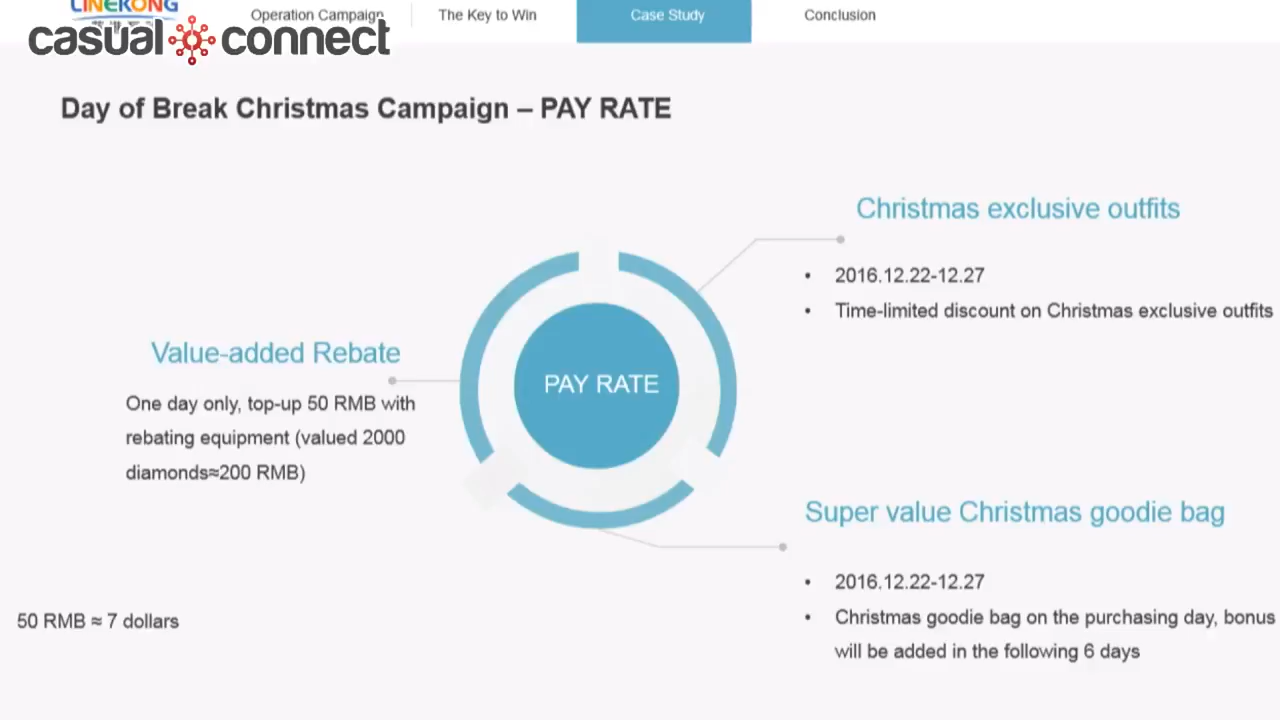 LINEKONG
Operation Campaign
The Key to Win
Case Study
Conclusion
casual connect
Day of Break Christmas Campaign – PAY RATE
Christmas exclusive outfits
• 2016.12.22-12.27
• Time-limited discount on Christmas exclusive outfits
Value-added Rebate
One day only, top-up 50 RMB with
rebating equipment (valued 2000
diamonds≈200 RMB)
PAY RATE
Super value Christmas goodie bag
• 2016.12.22-12.27
• Christmas goodie bag on the purchasing day, bonus
will be added in the following 6 days
50 RMB ≈ 7 dollars